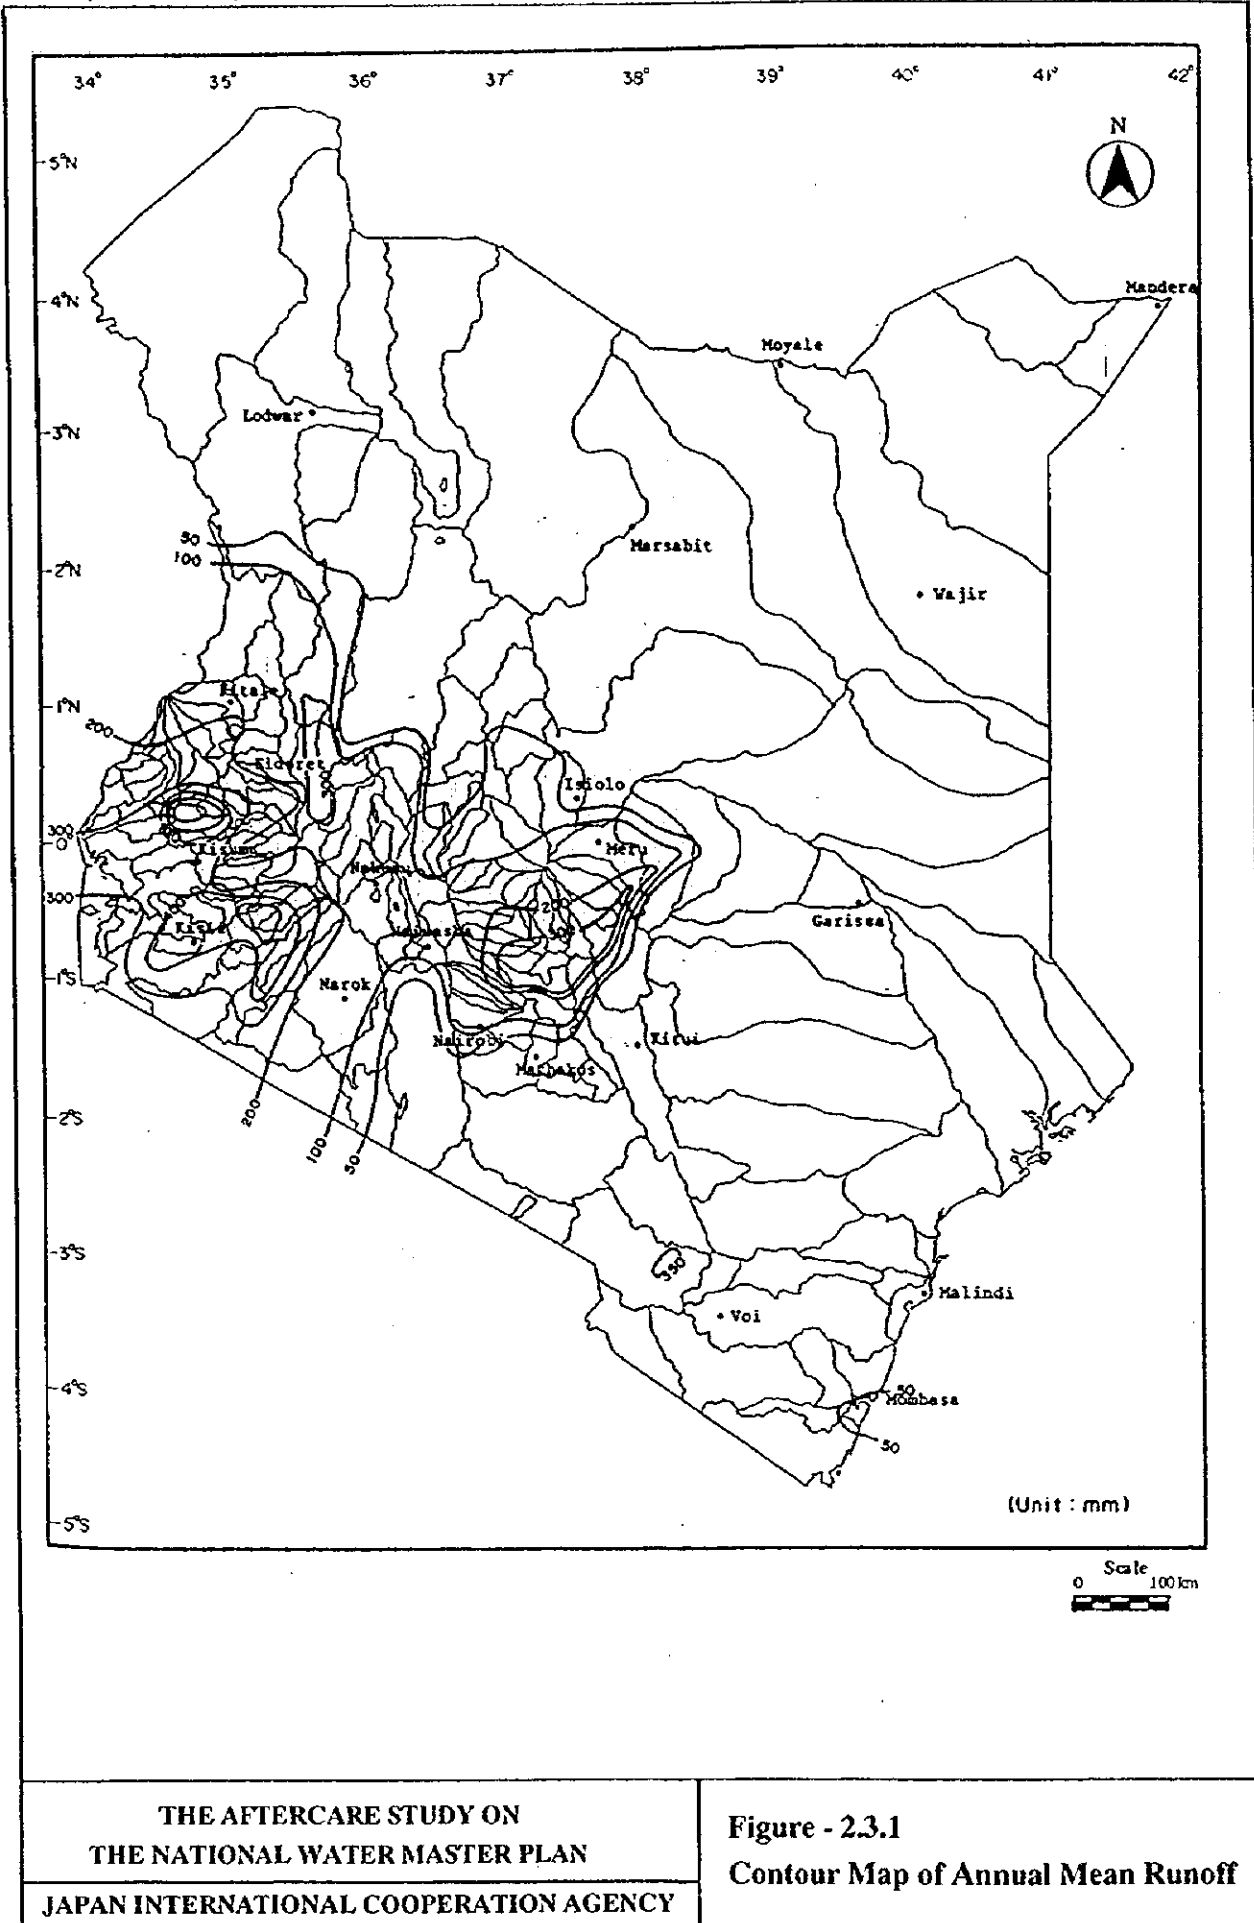 34° 35° 36° 37° 38° 39° 40° 41° 42°
N
5°N
Mandera
4°N
Moyale
Lodwar
3°N
50
Marsabit
100
2°N
Wajir
1°N
Kitale
200
Eldoret
300
Isiolo
300
0°
Kisumu
Meru
Nakuru
300
1200
Garissa
Kisii
500
Naivasha
1°S
Narok
Nairobi
Kitui
Machakos
200
2°S
100
50
3°S
350
Malindi
Voi
4°S
50
Mombasa
50
(Unit : mm)
5°S
Scale
0 100 km
THE AFTERCARE STUDY ON
THE NATIONAL WATER MASTER PLAN
JAPAN INTERNATIONAL COOPERATION AGENCY
Figure - 2.3.1
Contour Map of Annual Mean Runoff